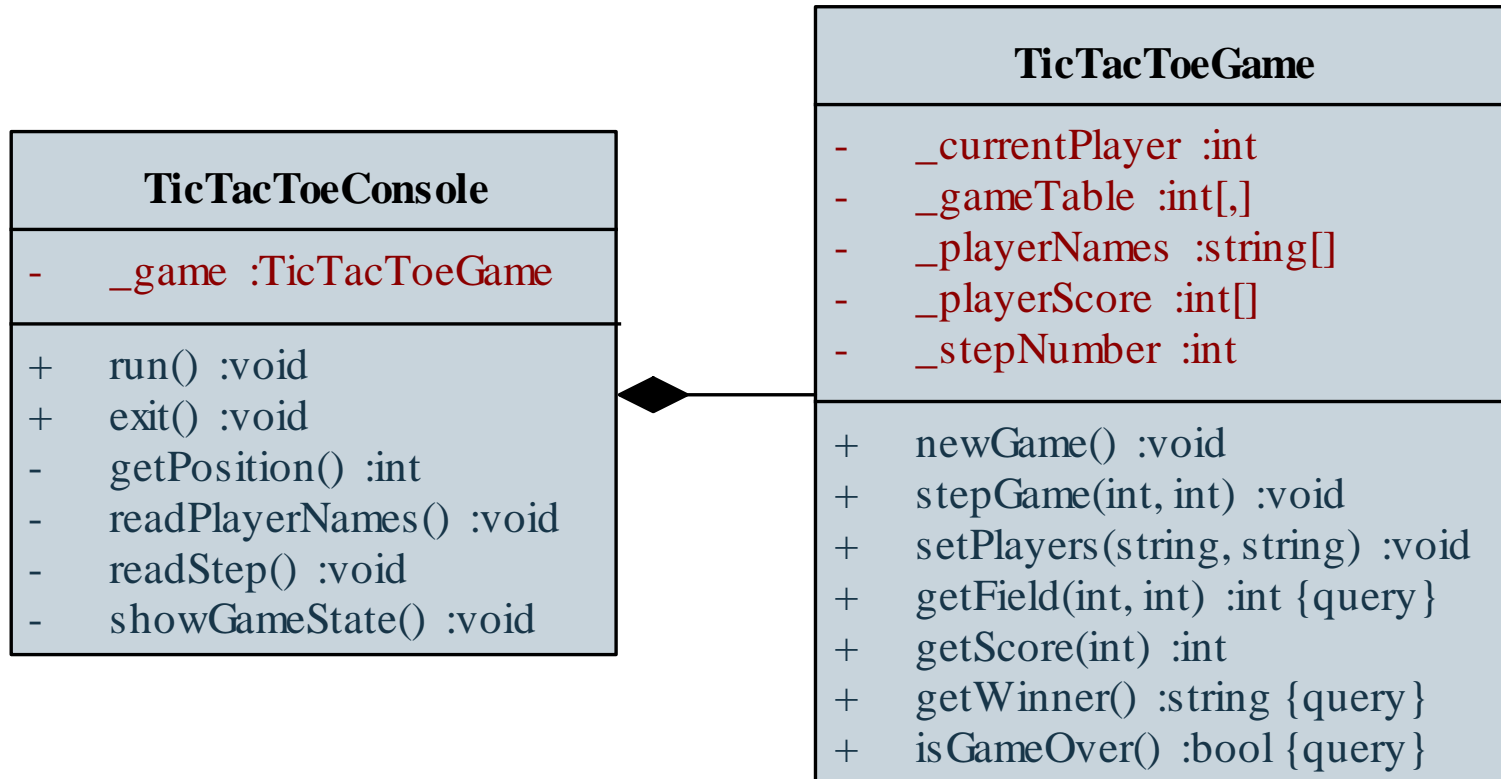 TicTacToeConsole
- _game :TicTacToeGame
+ run() :void
+ exit() :void
- getPosition() :int
- readPlayerNames() :void
- readStep() :void
- showGameState() :void
TicTacToeGame
- _currentPlayer :int
- _gameTable :int[,]
- _playerNames :string[]
- _playerScore :int[]
- _stepNumber :int
+ newGame() :void
+ stepGame(int, int) :void
+ setPlayers(string, string) :void
+ getField(int, int) :int {query}
+ getScore(int) :int
+ getWinner() :string {query}
+ isGameOver() :bool {query}